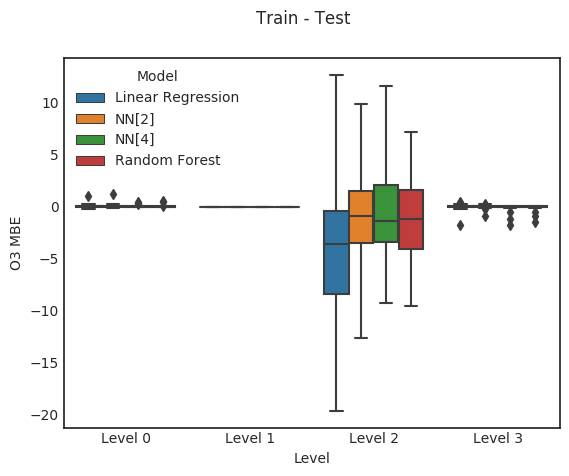 Train - Test
Model
Linear Regression
NN[2]
NN[4]
Random Forest
10
5
0
−5
−10
−15
−20
O3 MBE
Level 0
Level 1
Level 2
Level 3
Level